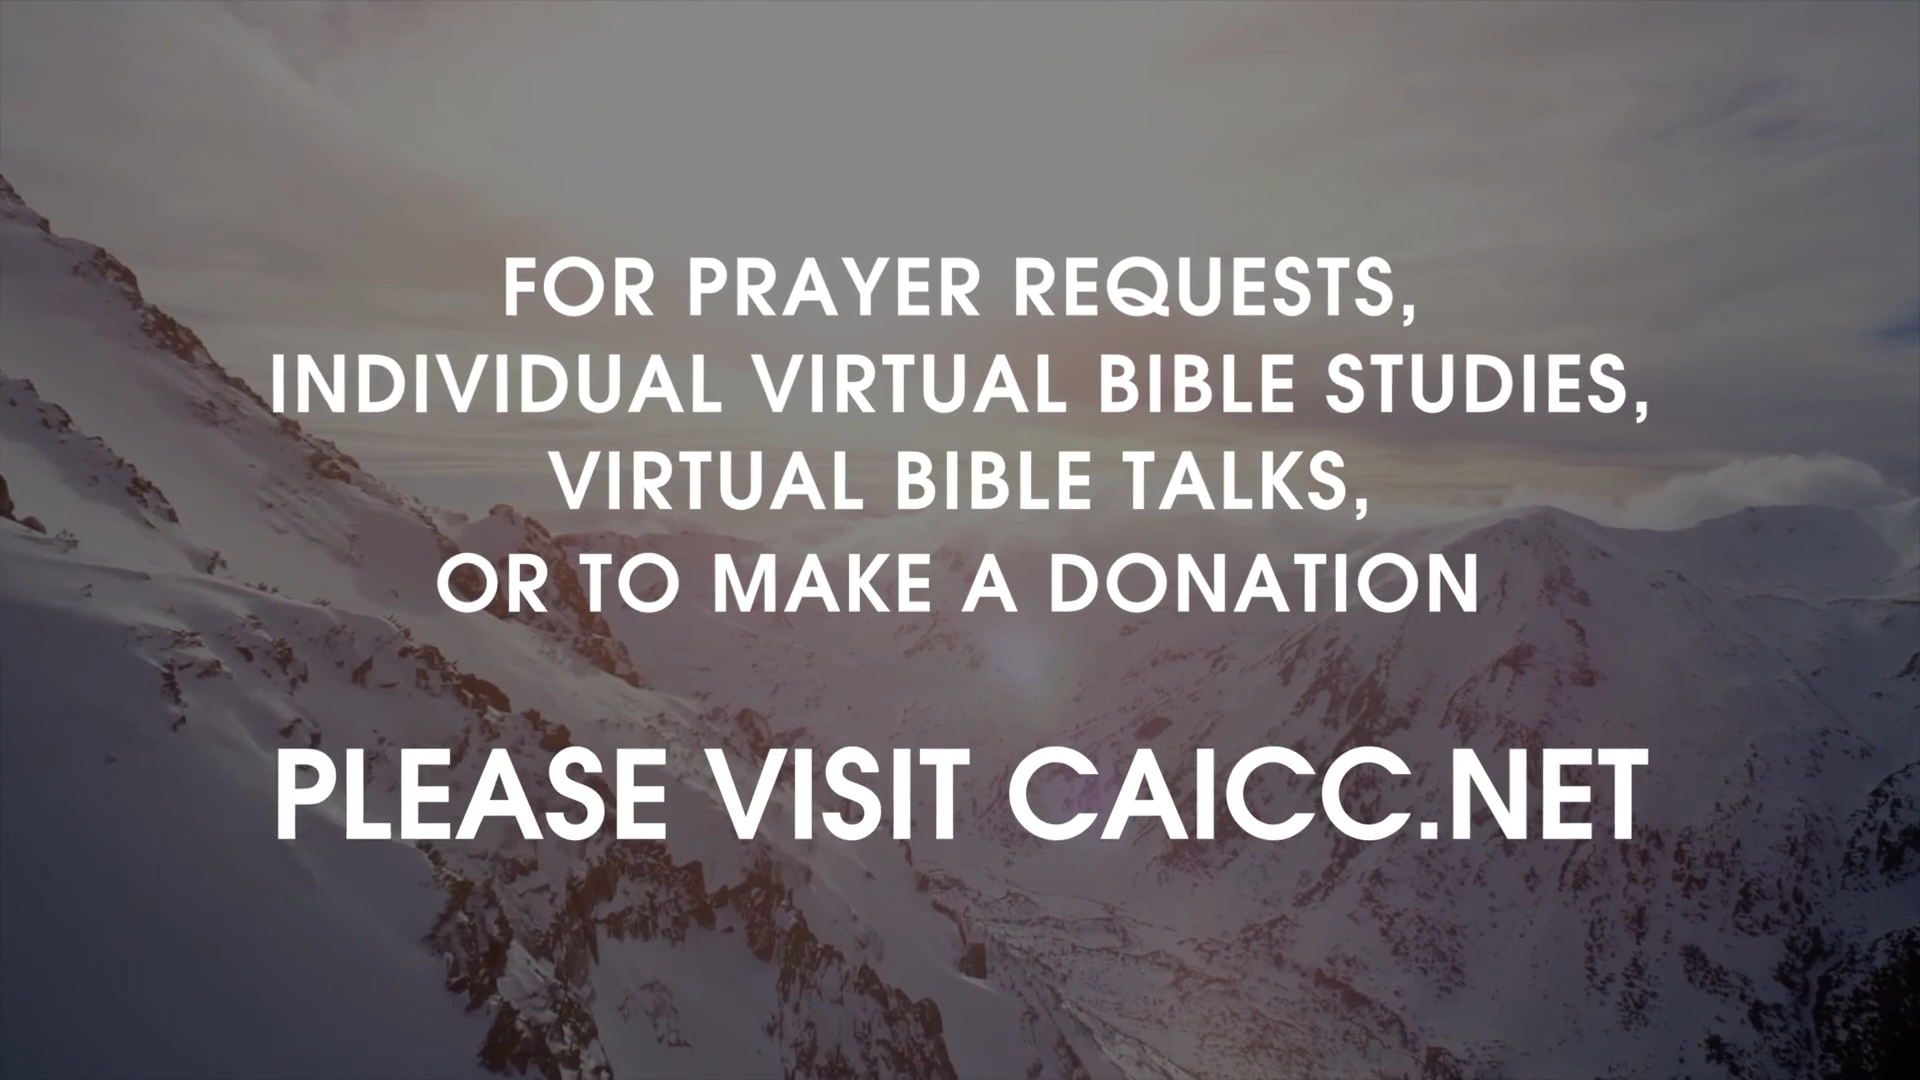 FOR PRAYER REQUESTS,
INDIVIDUAL VIRTUAL BIBLE STUDIES,
VIRTUAL BIBLE TALKS,
OR TO MAKE A DONATION
PLEASE VISIT CAICC.NET